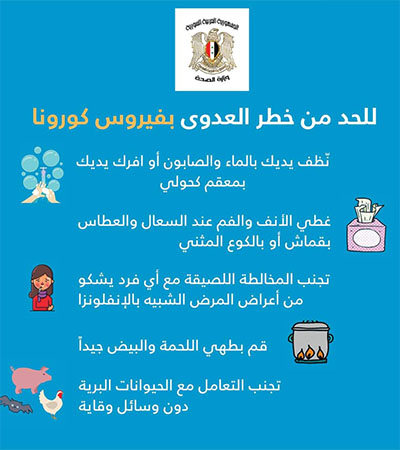 الجمهورية العربية السورية
وزارة الصحة
للحد من خطر العدوى بفيروس كورونا
نّظف يديك بالماء والصابون أو افرك يديك
بمعقم كحولي
غطي الأنف والفم عند السعال والعطاس
بقماش أو بالكوع المثني
تجنب المخالطة اللصيقة مع أي فرد يشكو
من أعراض المرض الشبيه بالإنفلونزا
قم بطهي اللحمة والبيض جيداً
تجنب التعامل مع الحيوانات البرية
دون وسائل وقاية